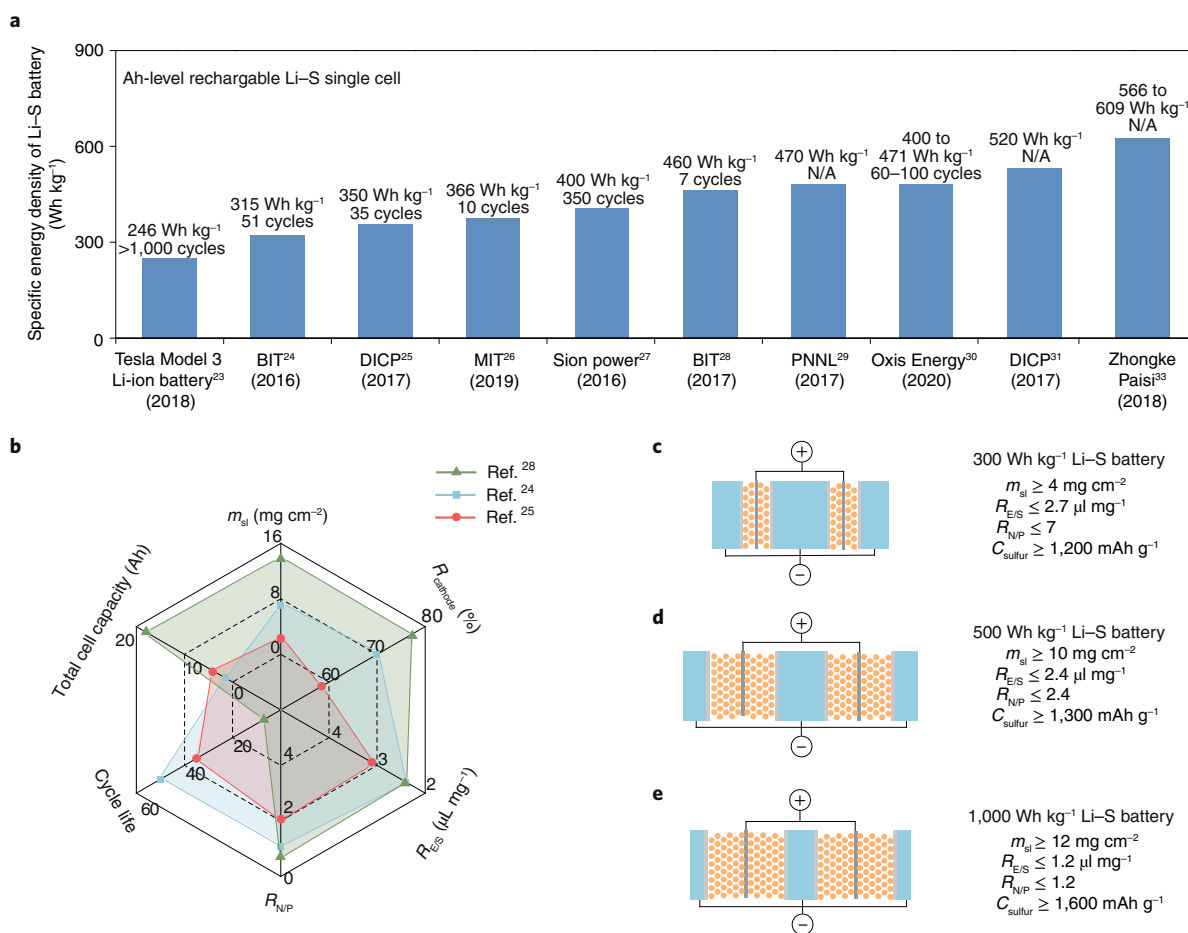 a
Specific energy density of Li–S battery
(Wh kg⁻¹)
900
600
300
0
Ah-level rechargable Li–S single cell
246 Wh kg⁻¹
>1,000 cycles
315 Wh kg⁻¹
51 cycles
350 Wh kg⁻¹
35 cycles
366 Wh kg⁻¹
10 cycles
400 Wh kg⁻¹
350 cycles
460 Wh kg⁻¹
7 cycles
470 Wh kg⁻¹
N/A
400 to
471 Wh kg⁻¹
60–100 cycles
520 Wh kg⁻¹
N/A
566 to
609 Wh kg⁻¹
N/A
Tesla Model 3
Li-ion battery²³
(2018)
BIT²⁴
(2016)
DICP²⁵
(2017)
MIT²⁶
(2019)
Sion power²⁷
(2016)
BIT²⁸
(2017)
PNNL²⁹
(2017)
Oxis Energy³⁰
(2020)
DICP³¹
(2017)
Zhongke
Paisi³³
(2018)
b
Ref. ²⁸
Ref. ²⁴
Ref. ²⁵
m_sl (mg cm⁻²)
16
8
0
R_cathode (%)
80
70
60
R_E/S (μL mg⁻¹)
4
3
2
R_N/P
4
2
0
Cycle life
20
40
60
Total cell capacity (Ah)
20
10
0
c
+
−
300 Wh kg⁻¹ Li–S battery
m_sl ≥ 4 mg cm⁻²
R_E/S ≤ 2.7 μl mg⁻¹
R_N/P ≤ 7
C_sulfur ≥ 1,200 mAh g⁻¹
d
+
−
500 Wh kg⁻¹ Li–S battery
m_sl ≥ 10 mg cm⁻²
R_E/S ≤ 2.4 μl mg⁻¹
R_N/P ≤ 2.4
C_sulfur ≥ 1,300 mAh g⁻¹
e
+
−
1,000 Wh kg⁻¹ Li–S battery
m_sl ≥ 12 mg cm⁻²
R_E/S ≤ 1.2 μl mg⁻¹
R_N/P ≤ 1.2
C_sulfur ≥ 1,600 mAh g⁻¹